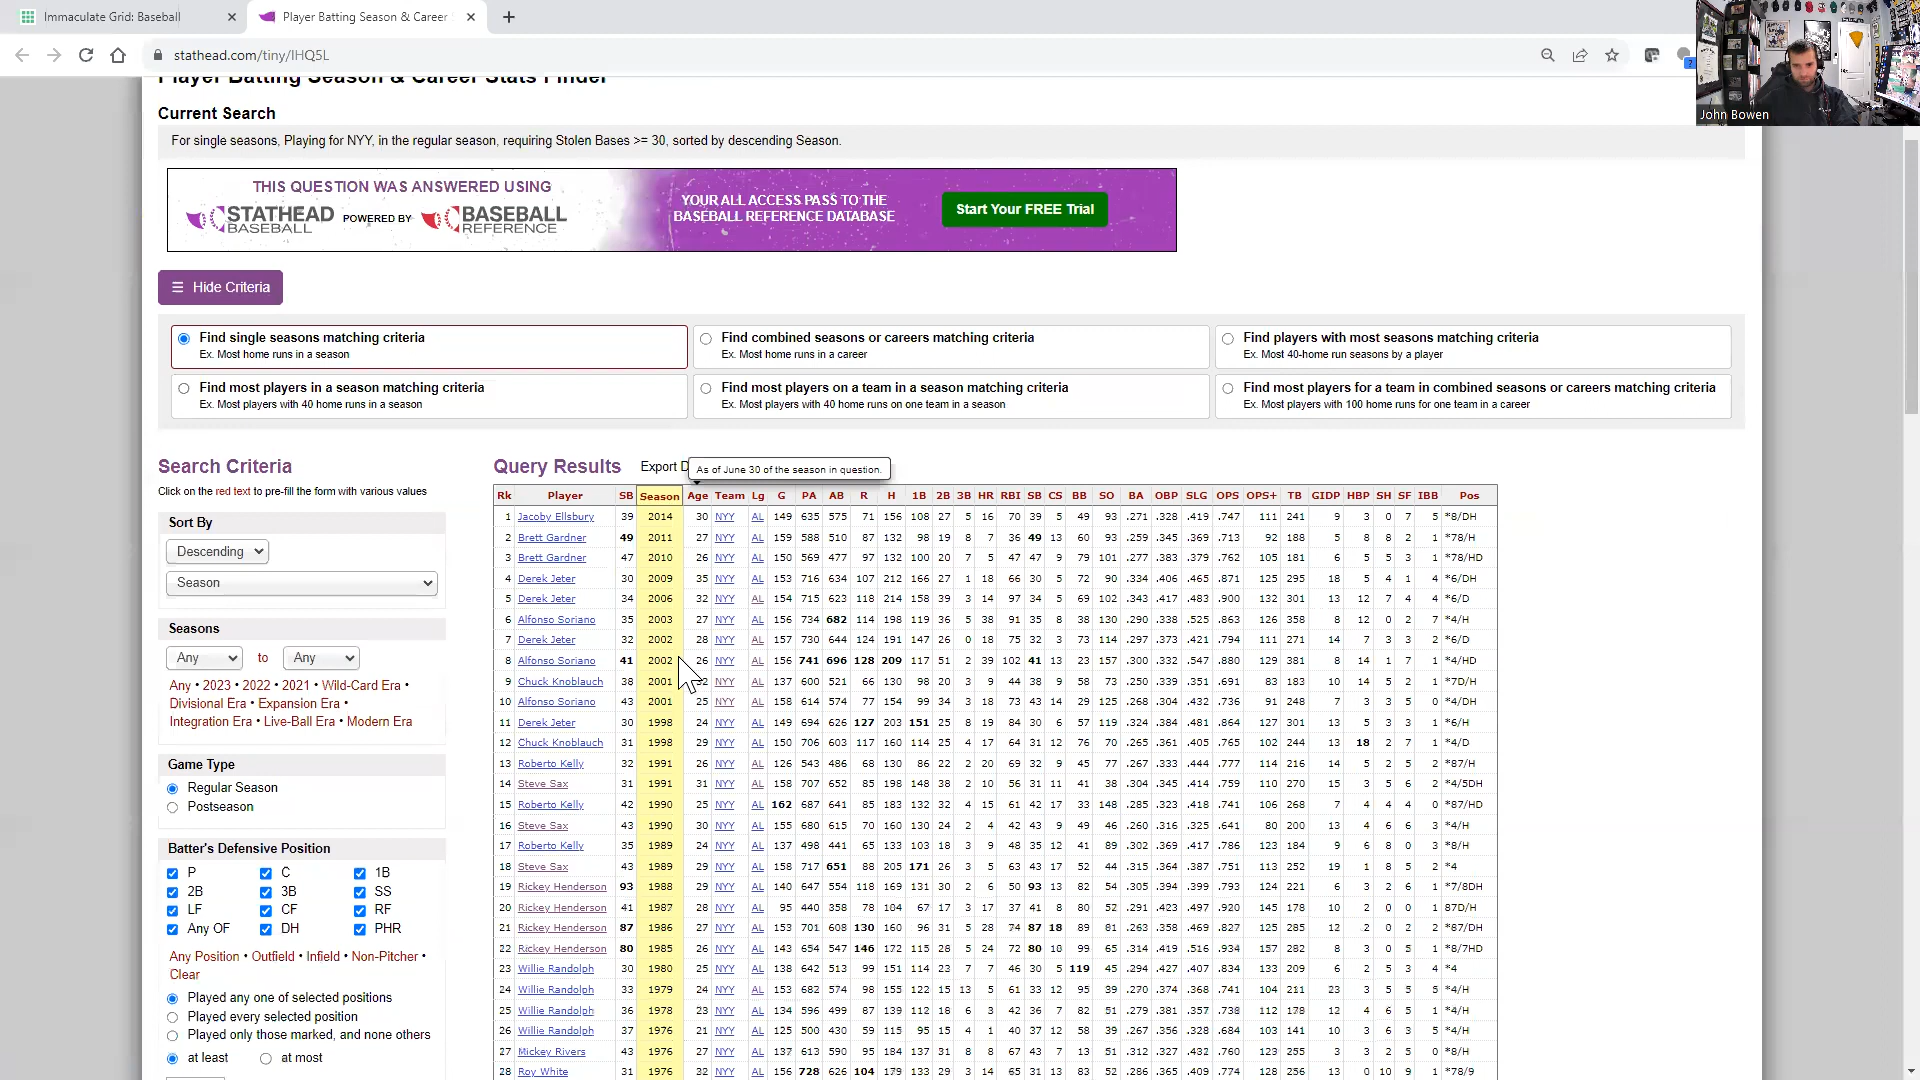 Immaculate Grid: Baseball
Player Batting Season & Career
stathead.com/tiny/IHQ5L
John Bowen
Player Batting Season & Career Stats Finder
Current Search
For single seasons, Playing for NYY, in the regular season, requiring Stolen Bases >= 30, sorted by descending Season.
THIS QUESTION WAS ANSWERED USING
STATHEAD BASEBALL POWERED BY BASEBALL REFERENCE
YOUR ALL ACCESS PASS TO THE
BASEBALL REFERENCE DATABASE
Start Your FREE Trial
Hide Criteria
Find single seasons matching criteria
Ex. Most home runs in a season
Find combined seasons or careers matching criteria
Ex. Most home runs in a career
Find players with most seasons matching criteria
Ex. Most 40-home run seasons by a player
Find most players in a season matching criteria
Ex. Most players with 40 home runs in a season
Find most players on a team in a season matching criteria
Ex. Most players with 40 home runs on one team in a season
Find most players for a team in combined seasons or careers matching criteria
Ex. Most players with 100 home runs for one team in a career
Search Criteria
Click on the red text to pre-fill the form with various values
Sort By
Descending
Season
Seasons
Any to Any
Any • 2023 • 2022 • 2021 • Wild-Card Era •
Divisional Era • Expansion Era •
Integration Era • Live-Ball Era • Modern Era
Game Type
Regular Season
Postseason
Batter's Defensive Position
P C 1B
2B 3B SS
LF CF RF
Any OF DH PHR
Any Position • Outfield • Infield • Non-Pitcher •
Clear
Played any one of selected positions
Played every selected position
Played only those marked, and none others
at least at most
Query Results Export D
As of June 30 of the season in question.
Rk Player SB Season Age Team Lg G PA AB R H 1B 2B 3B HR RBI SB CS BB SO BA OBP SLG OPS OPS+ TB GIDP HBP SH SF IBB Pos
1 Jacoby Ellsbury 39 2014 30 NYY AL 149 635 575 71 156 108 27 5 16 70 39 5 49 93 .271 .328 .419 .747 111 241 9 3 0 7 5 *8/DH
2 Brett Gardner 49 2011 27 NYY AL 159 588 510 87 132 98 19 8 7 36 49 13 60 93 .259 .345 .369 .713 92 188 5 8 8 2 1 *78/H
3 Brett Gardner 47 2010 26 NYY AL 150 569 477 97 132 100 20 7 5 47 47 9 79 101 .277 .383 .379 .762 105 181 6 5 5 3 1 *78/HD
4 Derek Jeter 30 2009 35 NYY AL 153 716 634 107 212 166 27 1 18 66 30 5 72 90 .334 .406 .465 .871 125 295 18 5 4 1 4 *6/DH
5 Derek Jeter 34 2006 32 NYY AL 154 715 623 118 214 158 39 3 14 97 34 5 69 102 .343 .417 .483 .900 132 301 13 12 7 4 4 *6/D
6 Alfonso Soriano 35 2003 27 NYY AL 156 734 682 114 198 119 36 5 38 91 35 8 38 130 .290 .338 .525 .863 126 358 8 12 0 2 7 *4/H
7 Derek Jeter 32 2002 28 NYY AL 157 730 644 124 191 147 26 0 18 75 32 3 73 114 .297 .373 .421 .794 111 271 14 7 3 3 2 *6/D
8 Alfonso Soriano 41 2002 26 NYY AL 156 741 696 128 209 117 51 2 39 102 41 13 23 157 .300 .332 .547 .880 129 381 8 14 1 7 1 *4/HD
9 Chuck Knoblauch 38 2001 32 NYY AL 137 600 521 66 130 98 20 3 9 44 38 9 58 73 .250 .339 .351 .691 83 183 10 14 5 2 1 *7D/H
10 Alfonso Soriano 43 2001 25 NYY AL 158 614 574 77 154 99 34 3 18 73 43 14 29 125 .268 .304 .432 .736 91 248 7 3 3 5 0 *4/DH
11 Derek Jeter 30 1998 24 NYY AL 149 694 626 127 203 151 25 8 19 84 30 6 57 119 .324 .384 .481 .864 127 301 13 5 3 3 1 *6/H
12 Chuck Knoblauch 31 1998 29 NYY AL 150 706 603 117 160 114 25 4 17 64 31 12 76 70 .265 .361 .405 .765 102 244 13 18 2 7 1 *4/D
13 Roberto Kelly 32 1991 26 NYY AL 126 543 486 68 130 86 22 2 20 69 32 9 45 77 .267 .333 .444 .777 114 216 14 5 2 5 2 *87/H
14 Steve Sax 31 1991 31 NYY AL 158 707 652 85 198 148 38 2 10 56 31 11 41 38 .304 .345 .414 .759 110 270 15 3 5 6 2 *4/5DH
15 Roberto Kelly 42 1990 25 NYY AL 162 687 641 85 183 132 32 4 15 61 42 17 33 148 .285 .323 .418 .741 106 268 7 4 4 4 0 *87/HD
16 Steve Sax 43 1990 30 NYY AL 155 680 615 70 160 130 24 2 4 42 43 9 49 46 .260 .316 .325 .641 80 200 13 4 6 6 3 *4/H
17 Roberto Kelly 35 1989 24 NYY AL 137 498 441 65 133 103 18 3 9 48 35 12 41 89 .302 .369 .417 .786 123 184 9 6 8 0 3 *8/H
18 Steve Sax 43 1989 29 NYY AL 158 717 651 88 205 171 26 3 5 63 43 17 52 44 .315 .364 .387 .751 113 252 19 1 8 5 2 *4
19 Rickey Henderson 93 1988 29 NYY AL 140 647 554 118 169 131 30 2 6 50 93 13 82 54 .305 .394 .399 .793 124 221 6 3 2 6 1 *7/8DH
20 Rickey Henderson 41 1987 28 NYY AL 95 440 358 78 104 67 17 3 17 37 41 8 80 52 .291 .423 .497 .920 145 178 10 2 0 0 1 87D/H
21 Rickey Henderson 87 1986 27 NYY AL 153 701 608 130 160 96 31 5 28 74 87 18 89 81 .263 .358 .469 .827 125 285 12 2 0 2 2 *87/DH
22 Rickey Henderson 80 1985 26 NYY AL 143 654 547 146 172 115 28 5 24 72 80 10 99 65 .314 .419 .516 .934 157 282 8 3 0 5 1 *8/7HD
23 Willie Randolph 30 1980 25 NYY AL 138 642 513 99 151 114 23 7 7 46 30 5 119 45 .294 .427 .407 .834 133 209 6 2 5 3 4 *4
24 Willie Randolph 33 1979 24 NYY AL 153 682 574 98 155 122 15 13 5 61 33 12 95 39 .270 .374 .368 .741 104 211 23 3 5 5 5 *4/H
25 Willie Randolph 36 1978 23 NYY AL 134 596 499 87 139 112 18 6 3 42 36 7 82 51 .279 .381 .357 .738 112 178 12 4 6 5 1 *4/H
26 Willie Randolph 37 1976 21 NYY AL 125 500 430 59 115 95 15 4 1 40 37 12 58 39 .267 .356 .328 .684 103 141 10 3 6 3 5 *4/H
27 Mickey Rivers 43 1976 27 NYY AL 137 613 590 95 184 137 31 8 8 67 43 7 13 51 .312 .327 .432 .760 123 255 3 3 2 5 0 *8/H
28 Roy White 31 1976 32 NYY AL 156 728 626 104 179 133 29 3 14 65 31 13 83 52 .286 .365 .409 .774 128 256 13 0 10 9 1 *78/9